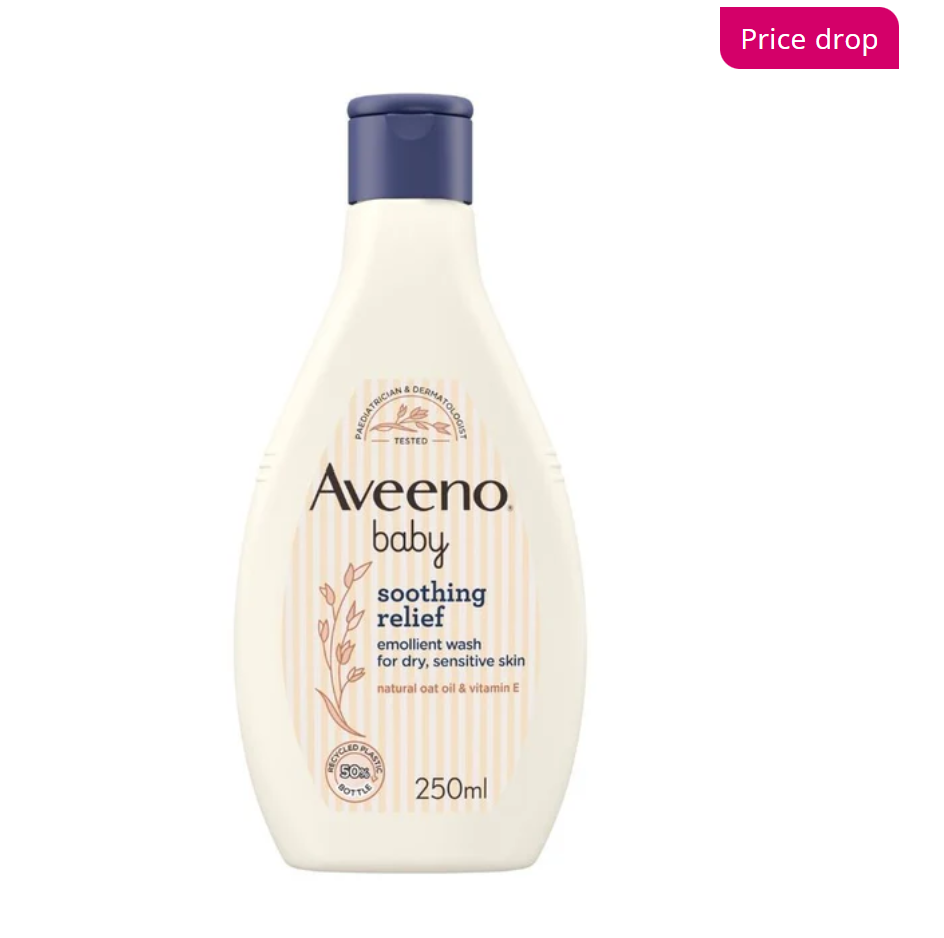 Price drop
PAEDIATRICIAN & DERMATOLOGIST
TESTED
Aveeno®
baby
soothing
relief
emollient wash
for dry, sensitive skin
natural oat oil & vitamin E
RECYCLED PLASTIC
50%
BOTTLE
250ml